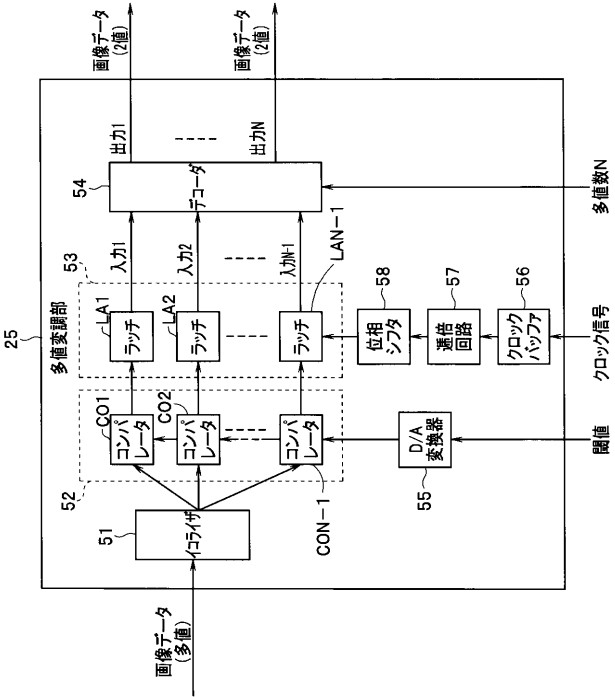 25
多値変調部
画像データ
(多値)
51
イコライザ
52
CO1
コンパ
レータ
CO2
コンパ
レータ
コンパ
レータ
CON-1
53
LA1
ラッチ
LA2
ラッチ
ラッチ
LAN-1
入力1
入力2
入力N-1
54
デコーダ
出力1
出力N
画像データ
(2値)
画像データ
(2値)
D/A
変換器
55
閾値
位相
シフタ
58
逓倍
回路
57
クロック
バッファ
56
クロック信号
多値数N